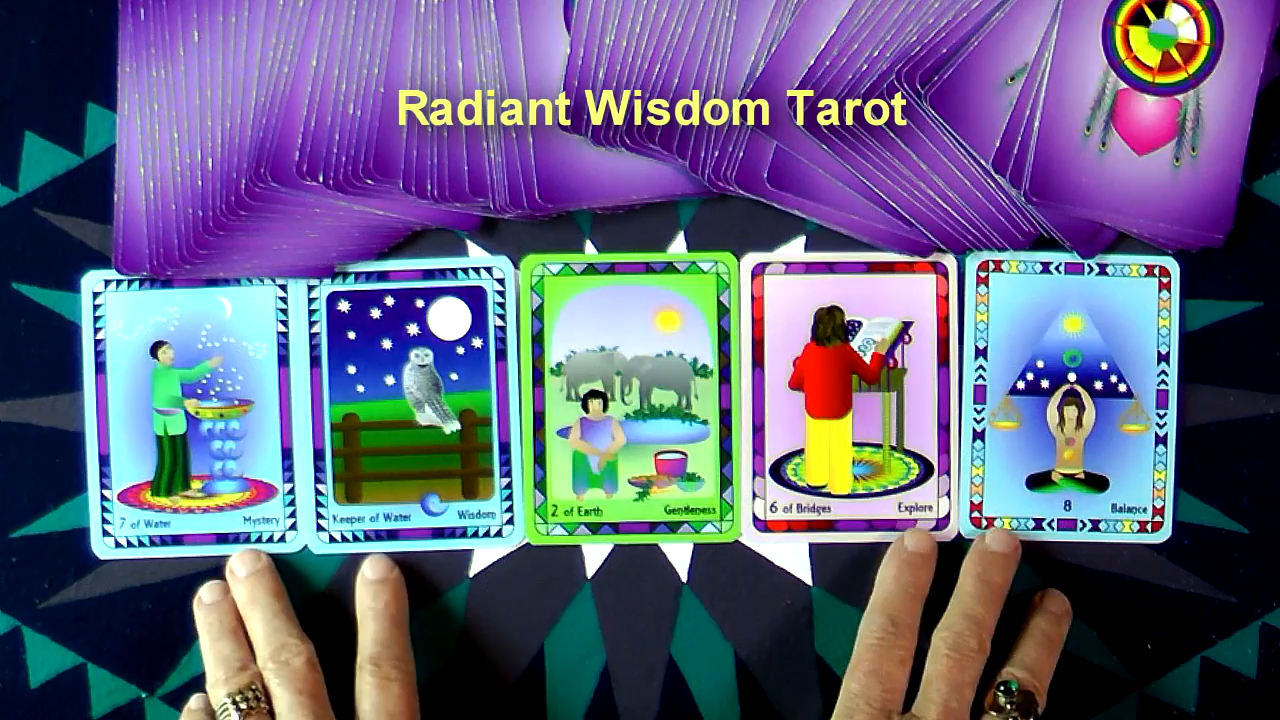 Radiant Wisdom Tarot
7 of Water Mystery
Keeper of Water Wisdom
2 of Earth Gentleness
6 of Bridges Explore
8 Balance